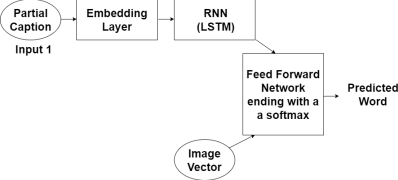 Partial
Caption
Input 1
Embedding
Layer
RNN
(LSTM)
Feed Forward
Network
ending with a
a softmax
Predicted
Word
Image
Vector